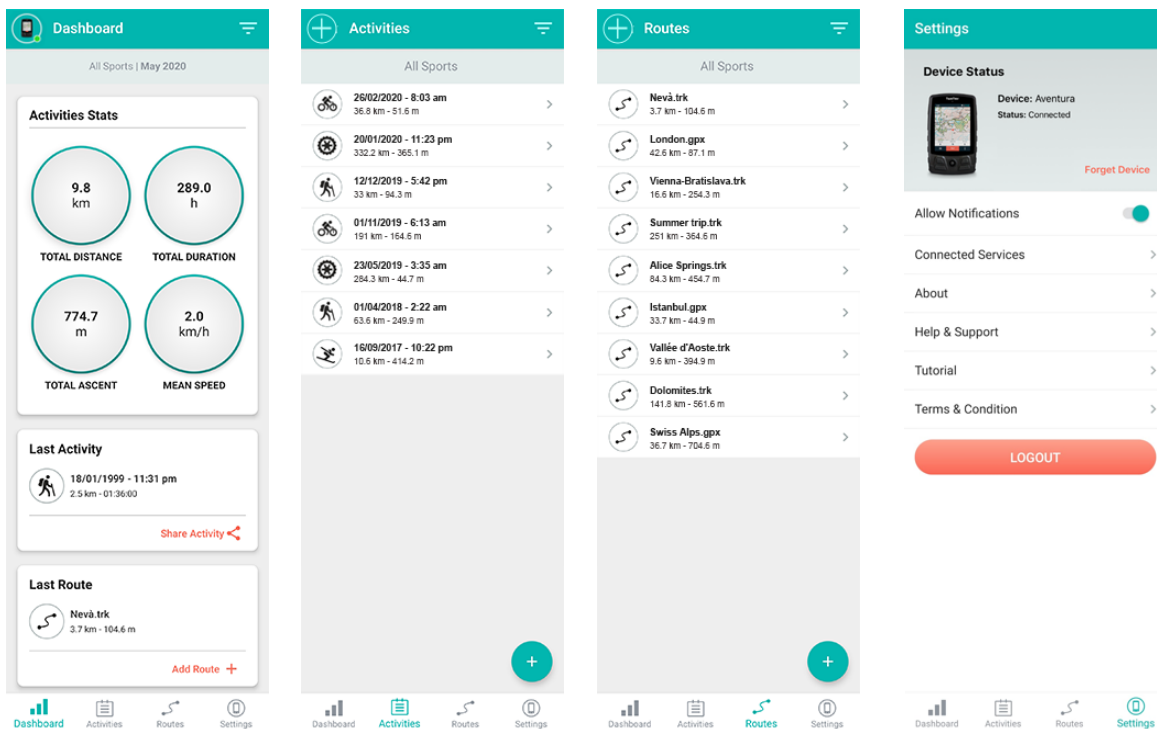 Dashboard
All Sports | May 2020
Activities Stats
9.8
km
TOTAL DISTANCE
289.0
h
TOTAL DURATION
774.7
m
TOTAL ASCENT
2.0
km/h
MEAN SPEED
Last Activity
18/01/1999 - 11:31 pm
2.5 km - 01:36:00
Share Activity
Last Route
Nevà.trk
3.7 km - 104.6 m
Add Route +
Dashboard Activities Routes Settings
Activities
All Sports
26/02/2020 - 8:03 am
36.8 km - 51.6 m
20/01/2020 - 11:23 pm
332.2 km - 365.1 m
12/12/2019 - 5:42 pm
33 km - 94.3 m
01/11/2019 - 6:13 am
191 km - 164.6 m
23/05/2019 - 3:35 am
284.3 km - 44.7 m
01/04/2018 - 2:22 am
63.6 km - 249.9 m
16/09/2017 - 10:22 pm
10.6 km - 414.2 m
+
Dashboard Activities Routes Settings
Routes
All Sports
Nevà.trk
3.7 km - 104.6 m
London.gpx
42.6 km - 87.1 m
Vienna-Bratislava.trk
16.6 km - 254.3 m
Summer trip.trk
251 km - 364.6 m
Alice Springs.trk
84.3 km - 454.7 m
Istanbul.gpx
33.7 km - 44.9 m
Vallée d'Aoste.trk
9.6 km - 394.9 m
Dolomites.trk
141.8 km - 561.6 m
Swiss Alps.gpx
36.7 km - 704.6 m
+
Dashboard Activities Routes Settings
Settings
Device Status
Device: Aventura
Status: Connected
Forget Device
Allow Notifications
Connected Services
About
Help & Support
Tutorial
Terms & Condition
LOGOUT
Dashboard Activities Routes Settings